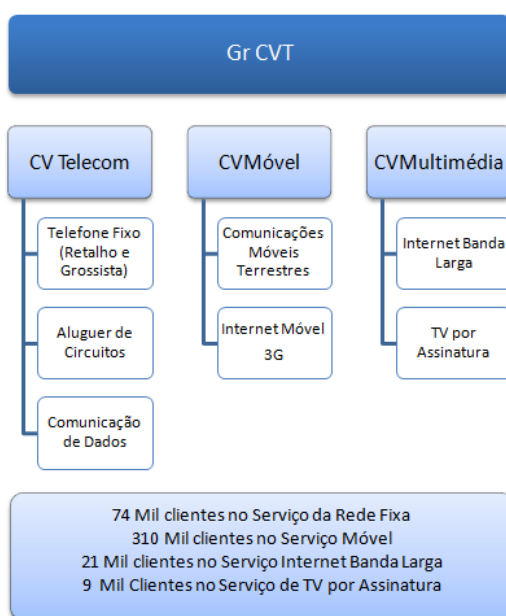 Gr CVT
CV Telecom
Telefone Fixo
(Retalho e
Grossista)
Aluguer de
Circuitos
Comunicação
de Dados
CVMóvel
Comunicações
Móveis
Terrestres
Internet Móvel
3G
CVMultimédia
Internet Banda
Larga
TV por
Assinatura
74 Mil clientes no Serviço da Rede Fixa
310 Mil clientes no Serviço Móvel
21 Mil clientes no Serviço Internet Banda Larga
9 Mil Clientes no Serviço de TV por Assinatura